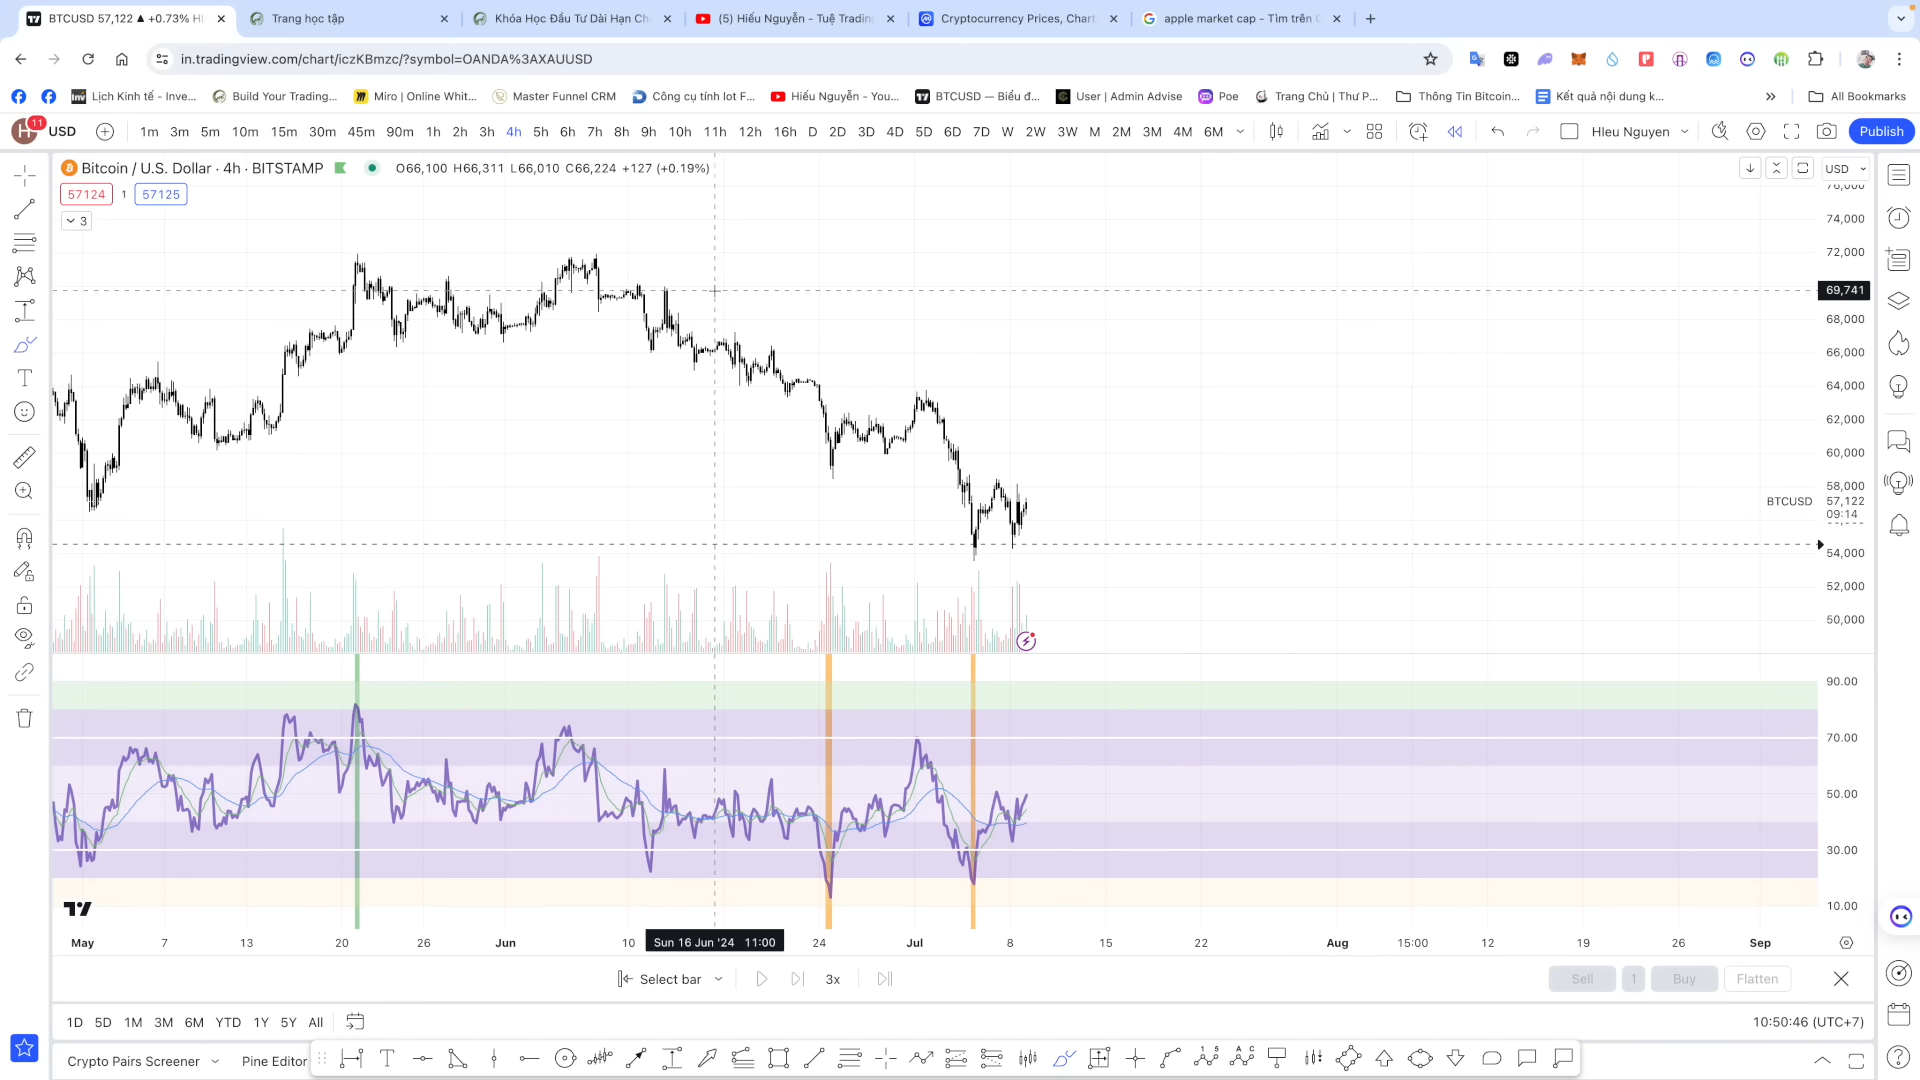 BTCUSD 57,122 ▲ +0.73% Hl
Trang học tập
Khóa Học Đầu Tư Dài Hạn Ch
(5) Hiếu Nguyễn - Tuệ Trading
Cryptocurrency Prices, Chart
apple market cap - Tìm trên G
in.tradingview.com/chart/iczKBmzc/?symbol=OANDA%3AXAUUSD
Lịch Kinh tế - Inve...
Build Your Trading...
Miro | Online Whit...
Master Funnel CRM
Công cụ tính lot F...
Hiếu Nguyễn - You...
BTCUSD — Biểu đ...
User | Admin Advise
Poe
Trang Chủ | Thư P...
Thông Tin Bitcoin...
Kết quả nội dung k...
All Bookmarks
H 11 USD 1m 3m 5m 10m 15m 30m 45m 90m 1h 2h 3h 4h 5h 6h 7h 8h 9h 10h 11h 12h 16h D 2D 3D 4D 5D 6D 7D W 2W 3W M 2M 3M 4M 6M HIeu Nguyen Publish
Bitcoin / U.S. Dollar · 4h · BITSTAMP O66,100 H66,311 L66,010 C66,224 +127 (+0.19%) USD
57124 1 57125
3
76,000
74,000
72,000
69,741
68,000
66,000
64,000
62,000
60,000
58,000
BTCUSD 57,122
09:14
54,000
52,000
50,000
90.00
70.00
50.00
30.00
10.00
May 7 13 20 26 Jun 10 Sun 16 Jun '24 11:00 24 Jul 8 15 22 Aug 15:00 12 19 26 Sep
Select bar 3x Sell 1 Buy Flatten
1D 5D 1M 3M 6M YTD 1Y 5Y All 10:50:46 (UTC+7)
Crypto Pairs Screener Pine Editor